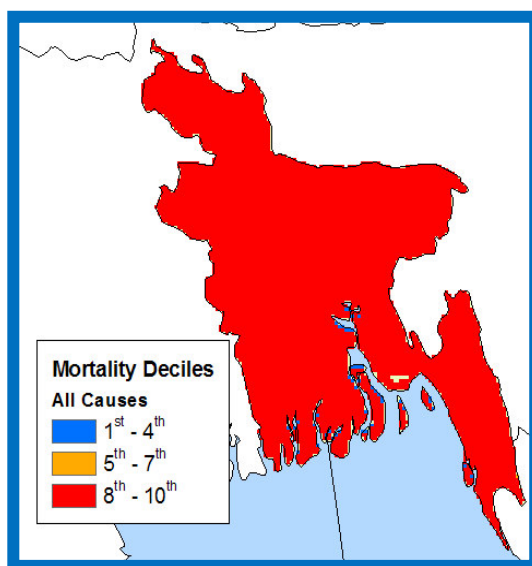 Mortality Deciles
All Causes
1st - 4th
5th - 7th
8th - 10th